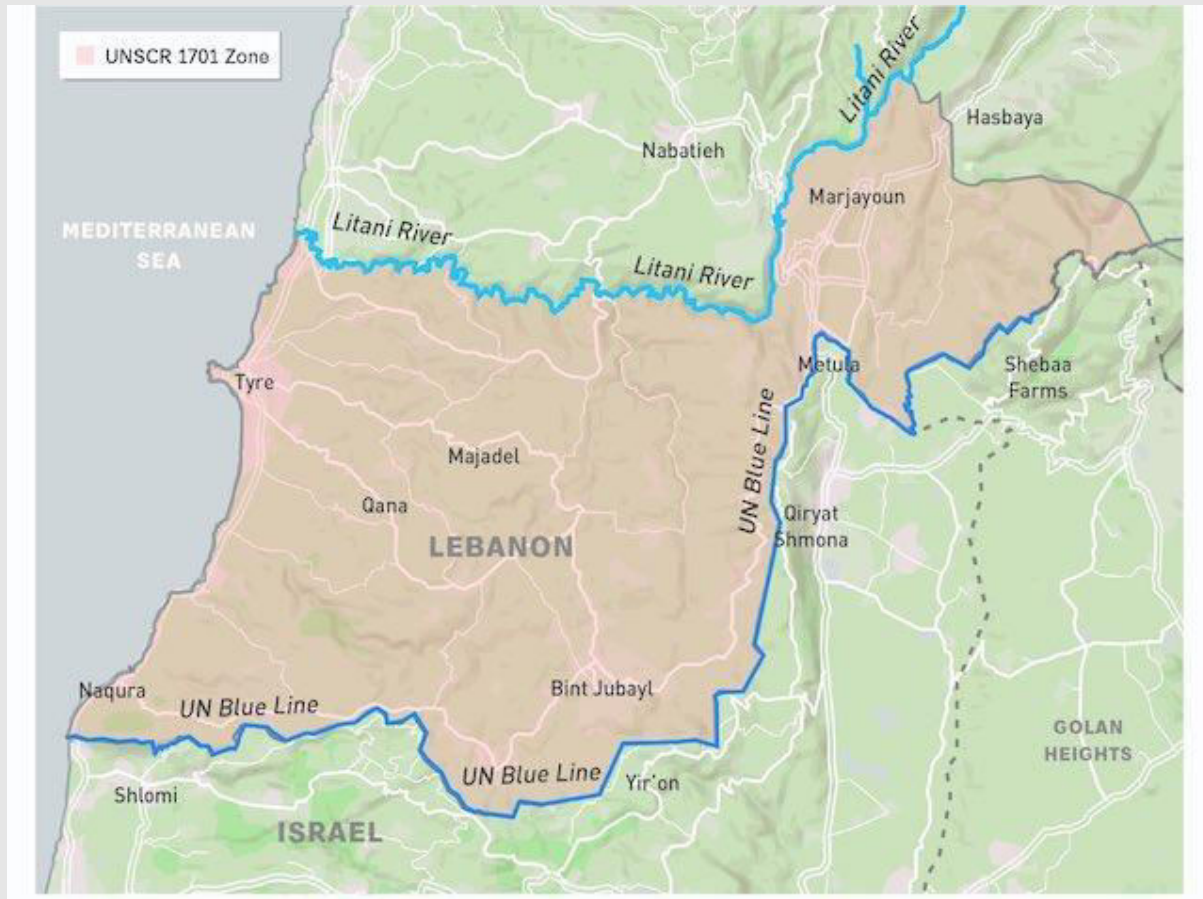 UNSCR 1701 Zone
Litani River
Hasbaya
Nabatieh
Marjayoun
MEDITERRANEAN
SEA
Litani River
Litani River
Metula
Shebaa
Farms
Tyre
UN Blue Line
Majadel
Qana
Qiryat
Shmona
LEBANON
Naqura
Bint Jubayl
UN Blue Line
GOLAN
HEIGHTS
UN Blue Line
Yir'on
Shlomi
ISRAEL